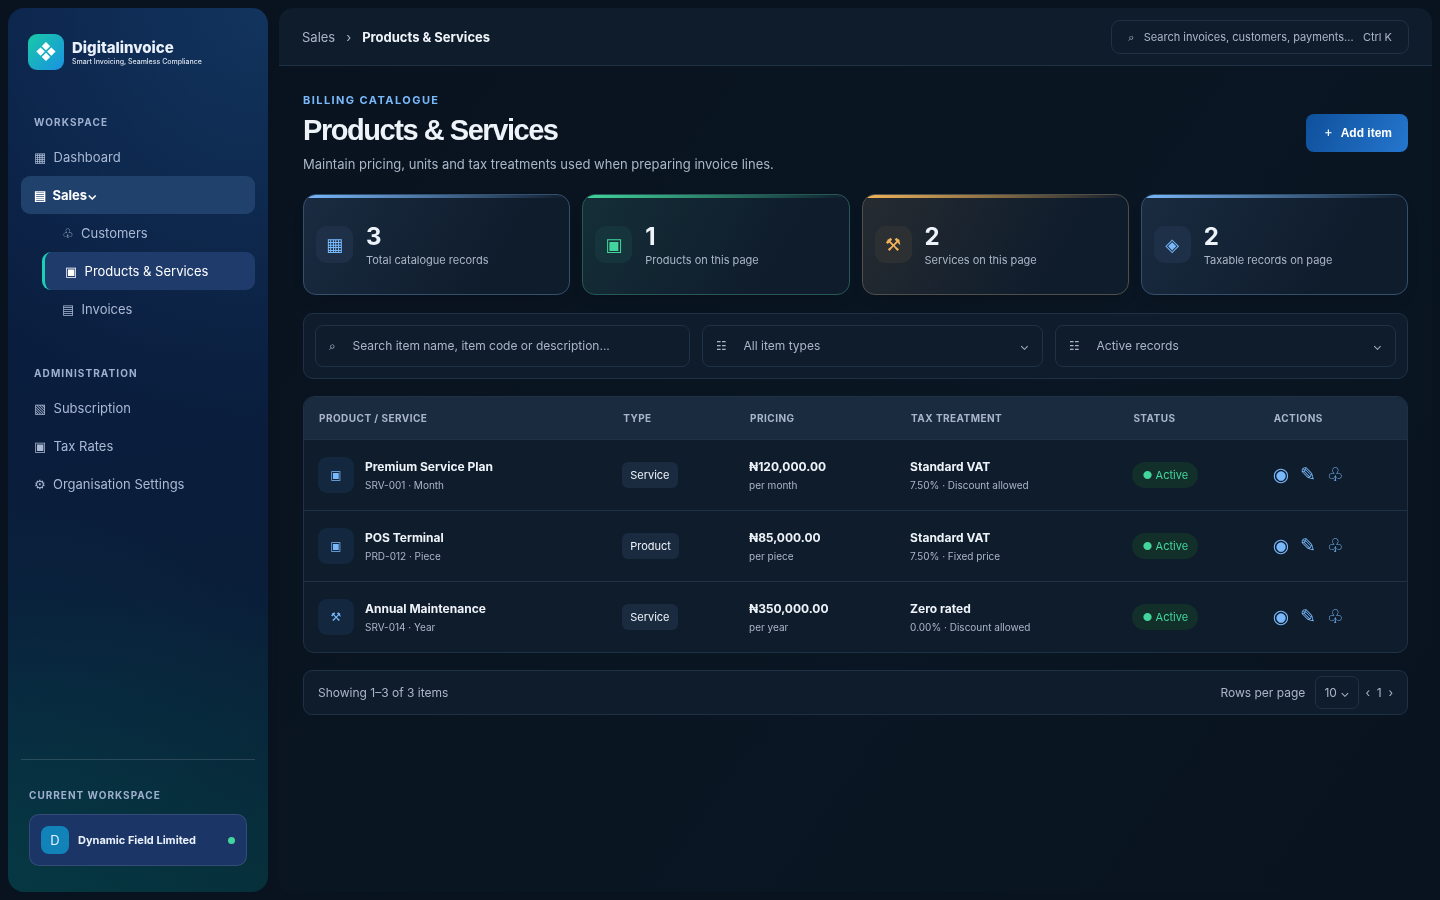 Digitalinvoice
Smart Invoicing, Seamless Compliance
WORKSPACE
Dashboard
Sales
Customers
Products & Services
Invoices
ADMINISTRATION
Subscription
Tax Rates
Organisation Settings
CURRENT WORKSPACE
D Dynamic Field Limited
Sales › Products & Services
Search invoices, customers, payments... Ctrl K
BILLING CATALOGUE
Products & Services
Maintain pricing, units and tax treatments used when preparing invoice lines.
+ Add item
3
Total catalogue records
1
Products on this page
2
Services on this page
2
Taxable records on page
Search item name, item code or description...
All item types
Active records
PRODUCT / SERVICE TYPE PRICING TAX TREATMENT STATUS ACTIONS
Premium Service Plan
SRV-001 · Month
Service
₦120,000.00
per month
Standard VAT
7.50% · Discount allowed
Active
POS Terminal
PRD-012 · Piece
Product
₦85,000.00
per piece
Standard VAT
7.50% · Fixed price
Active
Annual Maintenance
SRV-014 · Year
Service
₦350,000.00
per year
Zero rated
0.00% · Discount allowed
Active
Showing 1–3 of 3 items
Rows per page 10 ‹ 1 ›